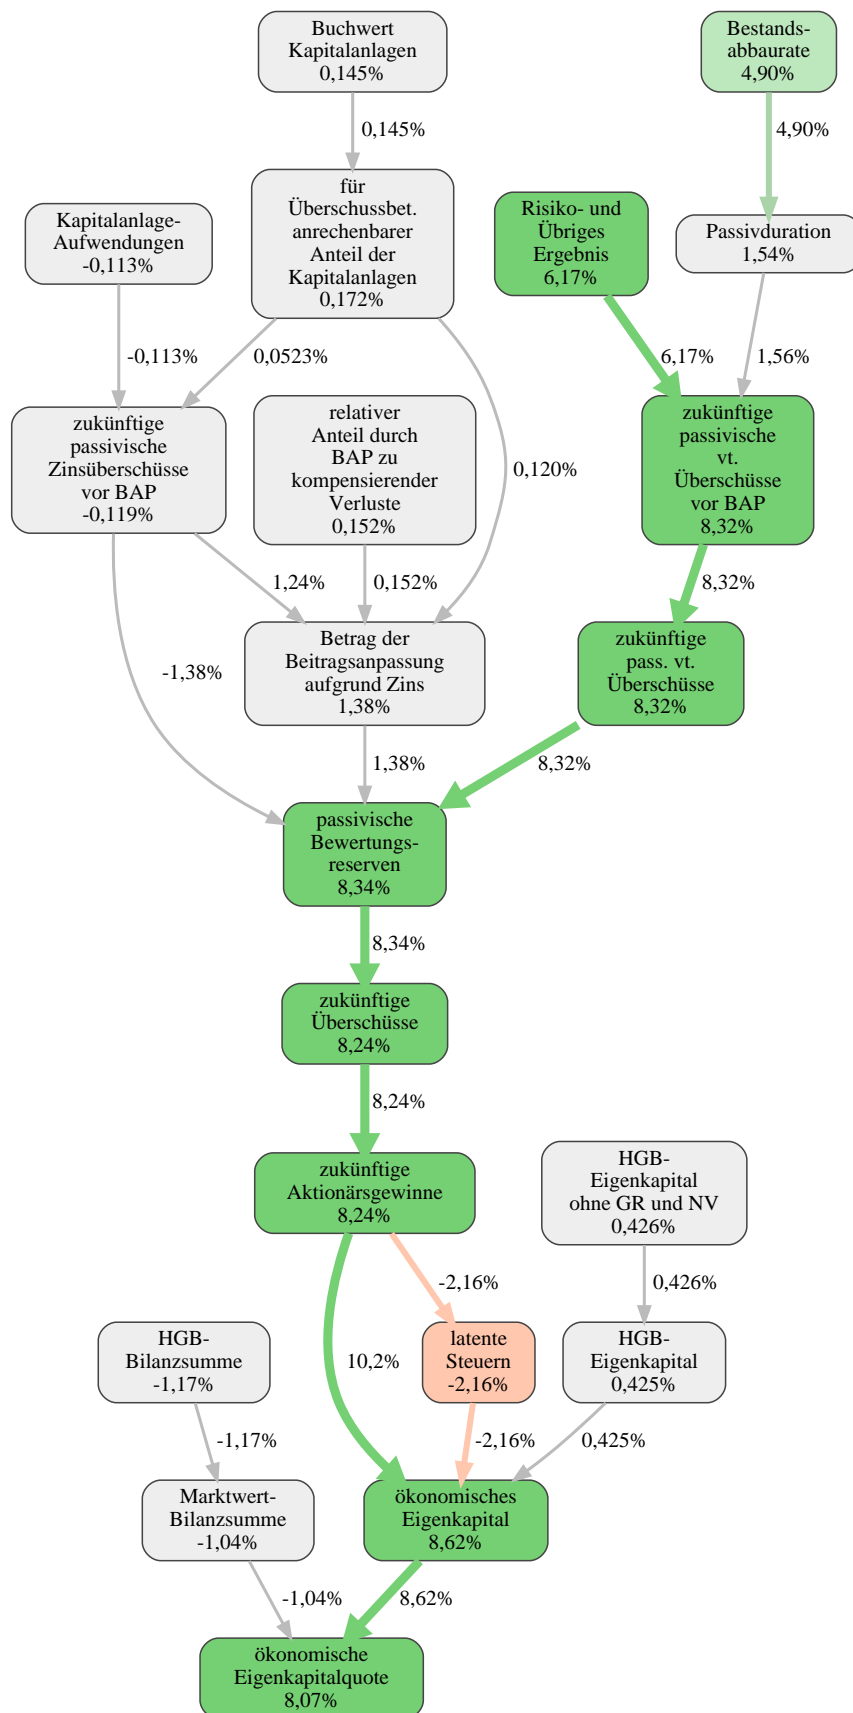 Buchwert
Kapitalanlagen
0,145%
Bestands-
abbaurate
4,90%
0,145%
4,90%
für
Überschussbet.
anrechenbarer
Anteil der
Kapitalanlagen
0,172%
Kapitalanlage-
Aufwendungen
-0,113%
Risiko- und
Übriges
Ergebnis
6,17%
Passivduration
1,54%
-0,113%
0,0523%
6,17%
1,56%
zukünftige
passivische
Zinsüberschüsse
vor BAP
-0,119%
relativer
Anteil durch
BAP zu
kompensierender
Verluste
0,152%
0,120%
zukünftige
passivische
vt.
Überschüsse
vor BAP
8,32%
1,24%
0,152%
8,32%
-1,38%
Betrag der
Beitragsanpassung
aufgrund Zins
1,38%
zukünftige
pass. vt.
Überschüsse
8,32%
1,38%
8,32%
passivische
Bewertungs-
reserven
8,34%
8,34%
zukünftige
Überschüsse
8,24%
8,24%
zukünftige
Aktionärsgewinne
8,24%
HGB-
Eigenkapital
ohne GR und NV
0,426%
-2,16%
0,426%
HGB-
Bilanzsumme
-1,17%
10,2%
latente
Steuern
-2,16%
HGB-
Eigenkapital
0,425%
-1,17%
-2,16%
0,425%
Marktwert-
Bilanzsumme
-1,04%
ökonomisches
Eigenkapital
8,62%
-1,04%
8,62%
ökonomische
Eigenkapitalquote
8,07%